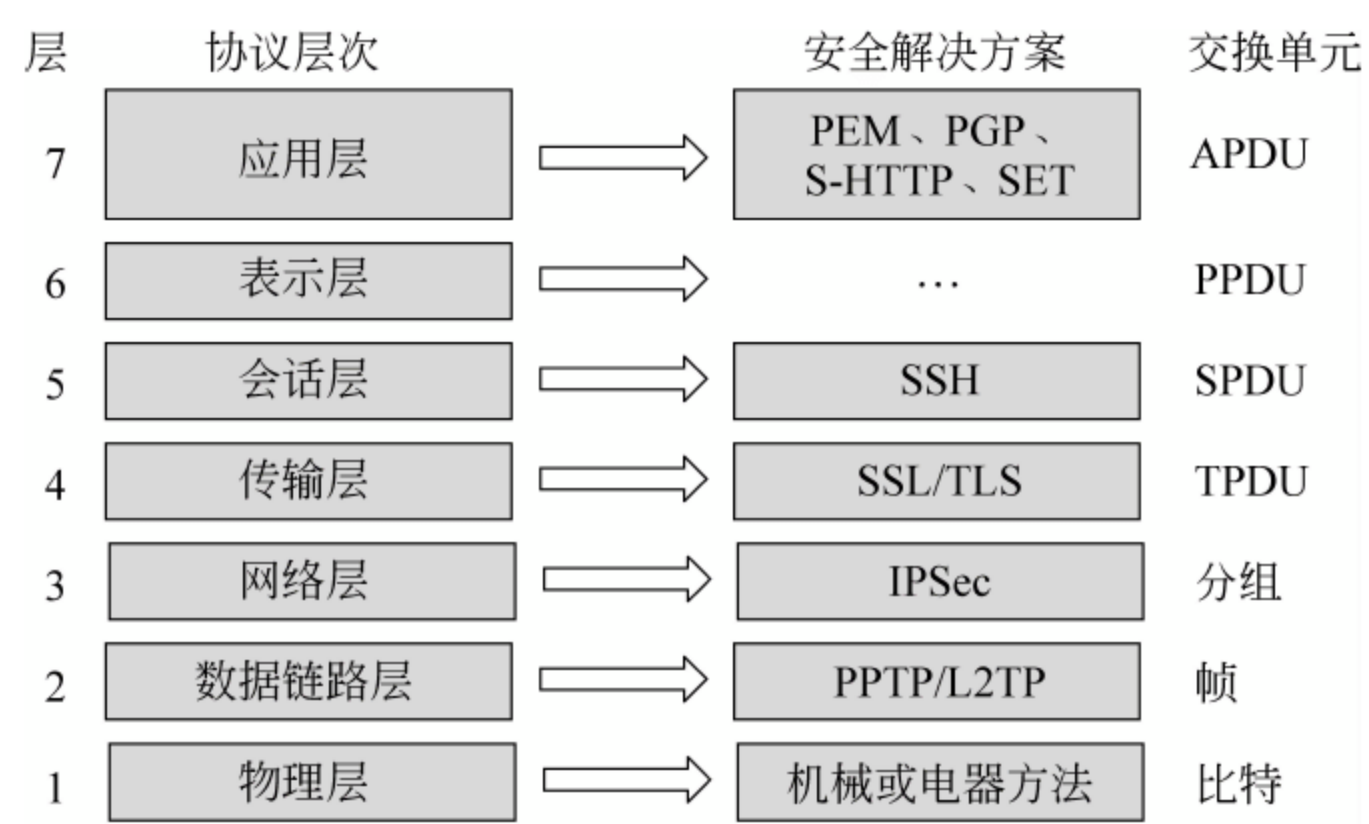 层 协议层次 安全解决方案 交换单元
7 应用层 PEM、PGP、 APDU
S-HTTP、SET
6 表示层 … PPDU
5 会话层 SSH SPDU
4 传输层 SSL/TLS TPDU
3 网络层 IPSec 分组
2 数据链路层 PPTP/L2TP 帧
1 物理层 机械或电器方法 比特